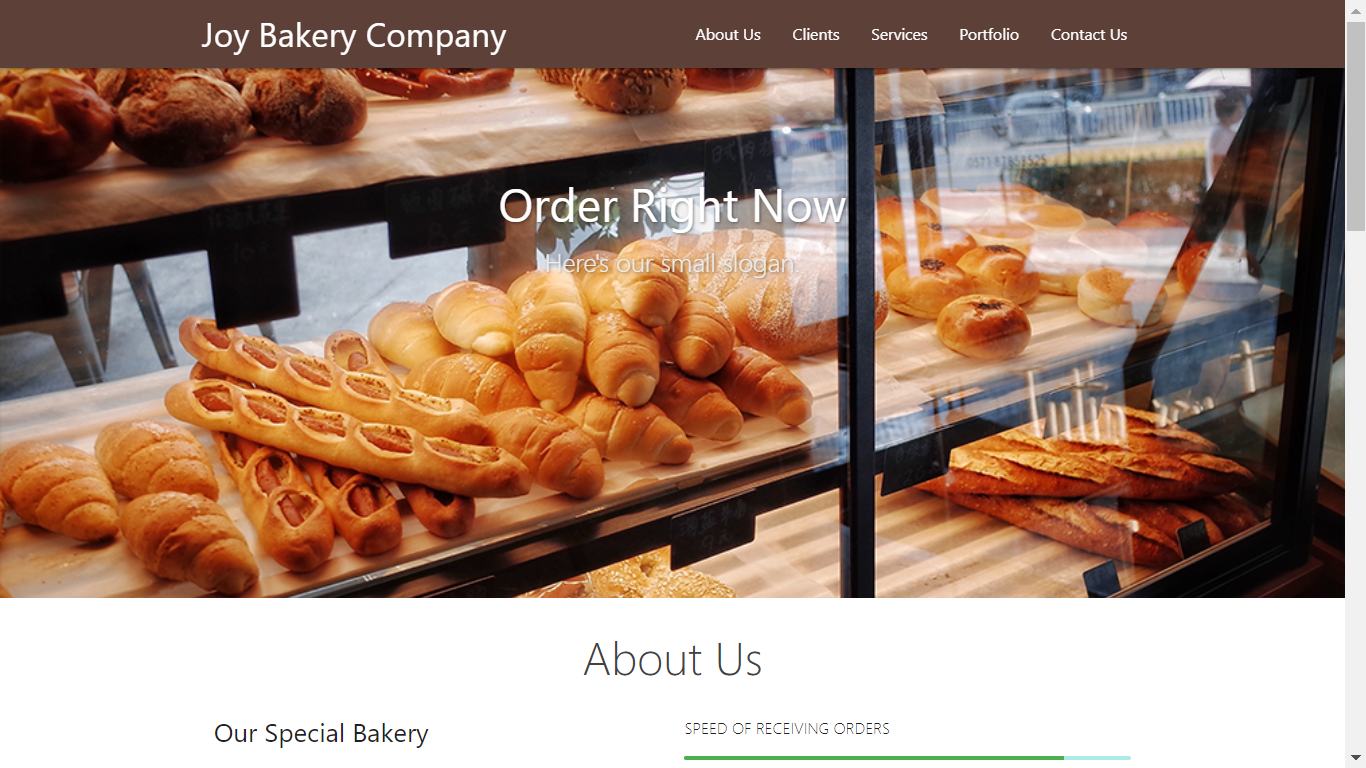 Joy Bakery Company
About Us
Clients
Services
Portfolio
Contact Us
Order Right Now
Here's our small slogan.
About Us
Our Special Bakery
SPEED OF RECEIVING ORDERS